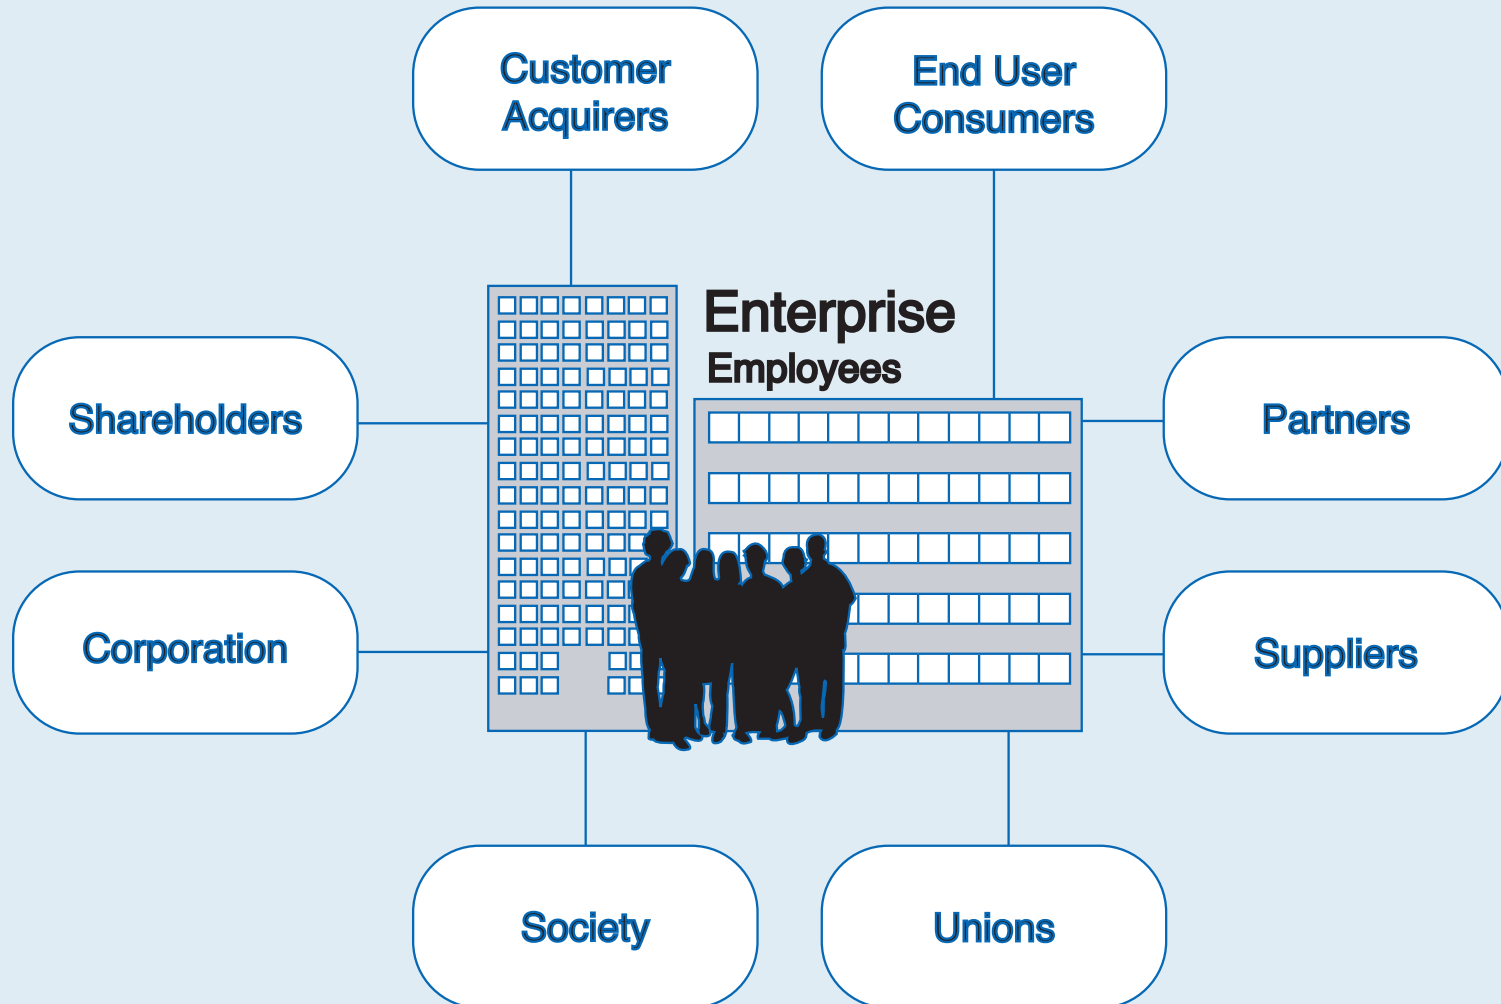 Customer
Acquirers
End User
Consumers
Enterprise
Employees
Shareholders
Partners
Corporation
Suppliers
Society
Unions